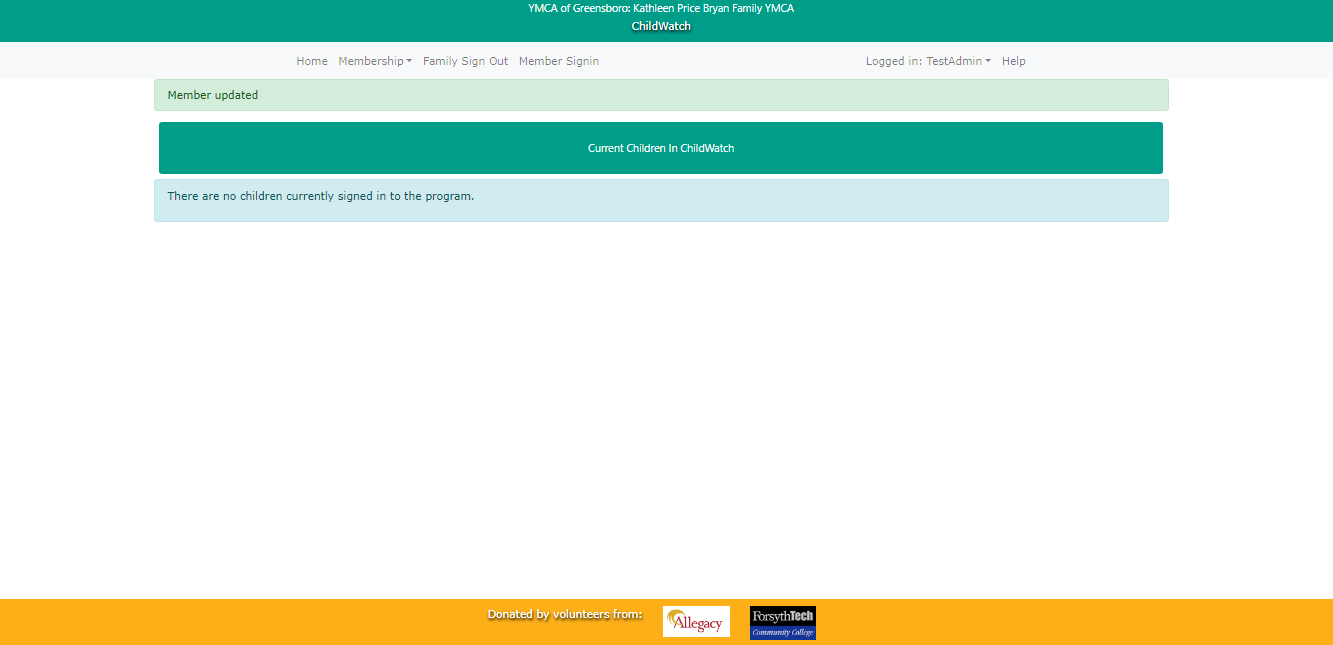 YMCA of Greensboro: Kathleen Price Bryan Family YMCA
ChildWatch
Home Membership Family Sign Out Member Signin Logged in: TestAdmin Help
Member updated
Current Children In ChildWatch
There are no children currently signed in to the program.
Donated by volunteers from:
Allegacy
ForsythTech
Community College